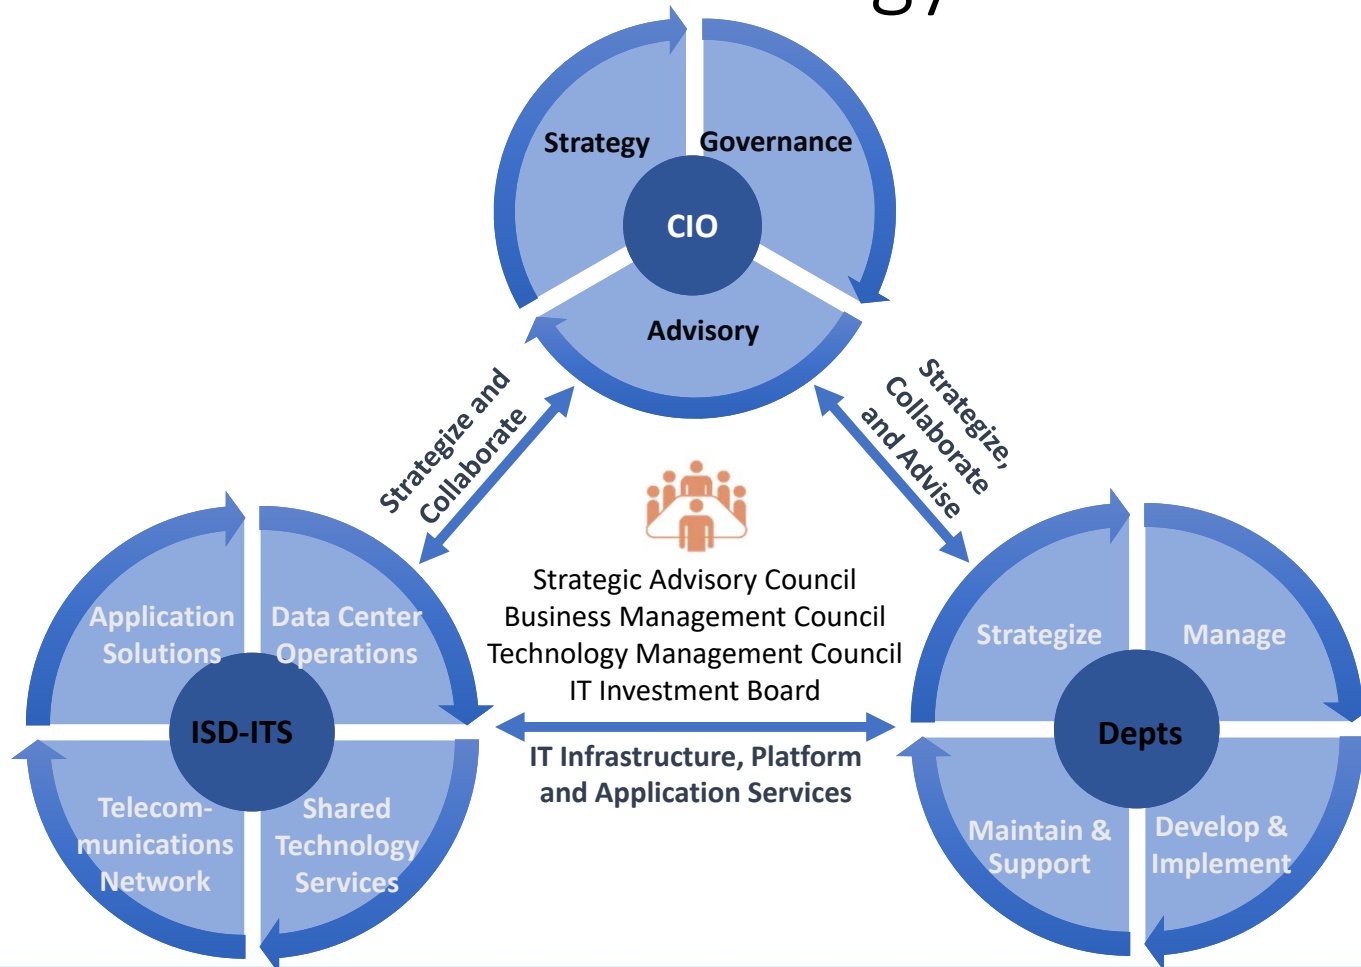 gy
Strategy
Governance
CIO
Advisory
Strategize and
Collaborate
Strategize,
Collaborate
and Advise
Strategic Advisory Council
Business Management Council
Technology Management Council
IT Investment Board
IT Infrastructure, Platform
and Application Services
Application
Solutions
Data Center
Operations
ISD-ITS
Telecom-
munications
Network
Shared
Technology
Services
Strategize
Manage
Depts
Maintain &
Support
Develop &
Implement